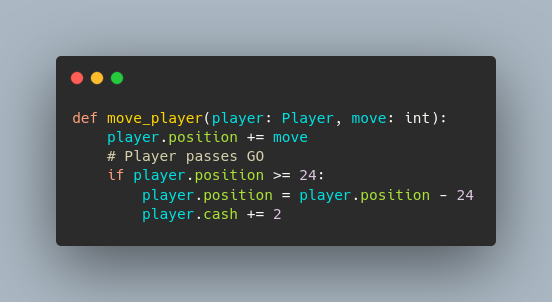 def move_player(player: Player, move: int):
    player.position += move
    # Player passes GO
    if player.position >= 24:
        player.position = player.position - 24
        player.cash += 2